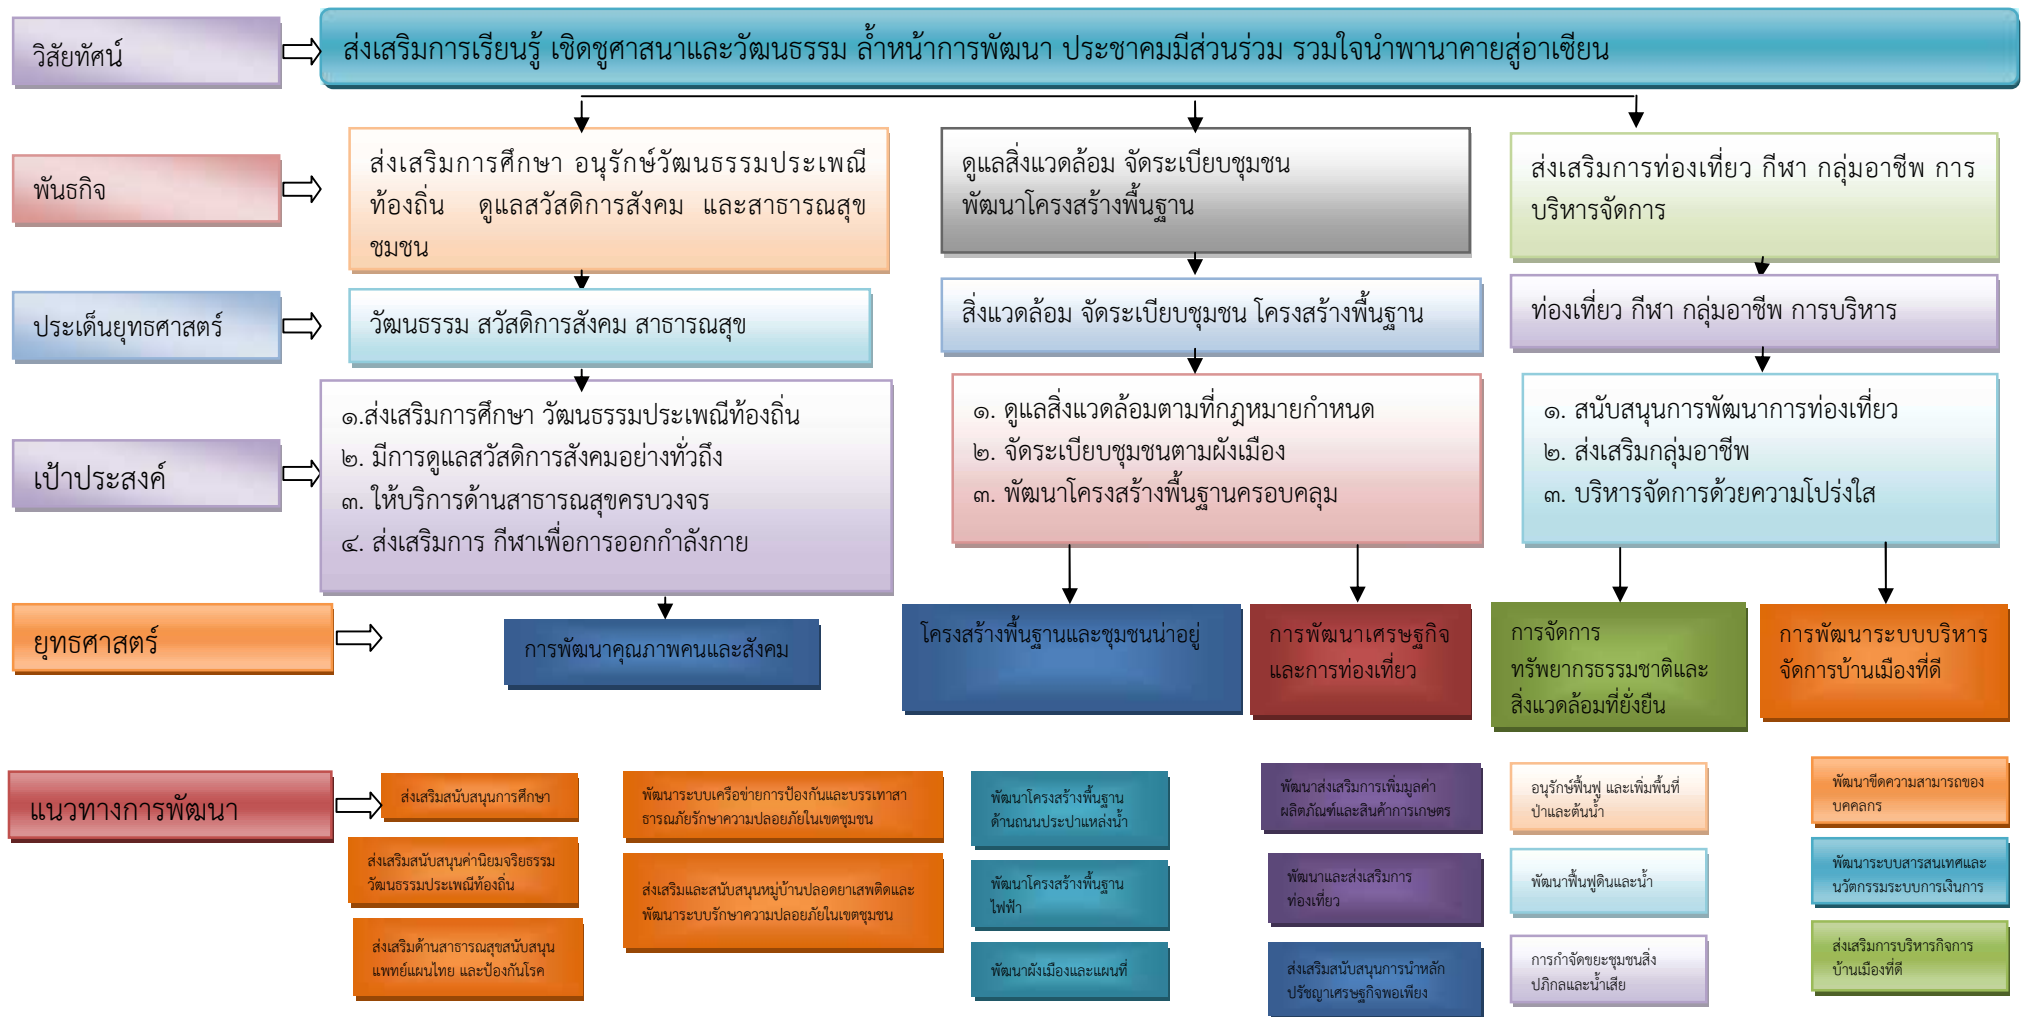 วิสัยทัศน์
ส่งเสริมการเรียนรู้ เชิดชูศาสนาและวัฒนธรรม ล้ำหน้าการพัฒนา ประชาคมมีส่วนร่วม รวมใจนำพานาคายสู่อาเซียน
พันธกิจ
ส่งเสริมการศึกษา อนุรักษ์วัฒนธรรมประเพณี
ท้องถิ่น ดูแลสวัสดิการสังคม และสาธารณสุข
ชมชน
ดูแลสิ่งแวดล้อม จัดระเบียบชุมชน
พัฒนาโครงสร้างพื้นฐาน
ส่งเสริมการท่องเที่ยว กีฬา กลุ่มอาชีพ การ
บริหารจัดการ
ประเด็นยุทธศาสตร์
วัฒนธรรม สวัสดิการสังคม สาธารณสุข
สิ่งแวดล้อม จัดระเบียบชุมชน โครงสร้างพื้นฐาน
ท่องเที่ยว กีฬา กลุ่มอาชีพ การบริหาร
เป้าประสงค์
๑.ส่งเสริมการศึกษา วัฒนธรรมประเพณีท้องถิ่น
๒. มีการดูแลสวัสดิการสังคมอย่างทั่วถึง
๓. ให้บริการด้านสาธารณสุขครบวงจร
๔. ส่งเสริมการ กีฬาเพื่อการออกกำลังกาย
๑. ดูแลสิ่งแวดล้อมตามที่กฎหมายกำหนด
๒. จัดระเบียบชุมชนตามผังเมือง
๓. พัฒนาโครงสร้างพื้นฐานครอบคลุม
๑. สนับสนุนการพัฒนาการท่องเที่ยว
๒. ส่งเสริมกลุ่มอาชีพ
๓. บริหารจัดการด้วยความโปร่งใส
ยุทธศาสตร์
การพัฒนาคุณภาพคนและสังคม
โครงสร้างพื้นฐานและชุมชนน่าอยู่
การพัฒนาเศรษฐกิจ
และการท่องเที่ยว
การจัดการ
ทรัพยากรธรรมชาติและ
สิ่งแวดล้อมที่ยั่งยืน
การพัฒนาระบบบริหาร
จัดการบ้านเมืองที่ดี
แนวทางการพัฒนา
ส่งเสริมสนับสนุนการศึกษา
ส่งเสริมสนับสนุนค่านิยมจริยธรรม
วัฒนธรรมประเพณีท้องถิ่น
ส่งเสริมด้านสาธารณสุขสนับสนุน
แพทย์แผนไทย และป้องกันโรค
พัฒนาระบบเครือข่ายการป้องกันและบรรเทาสา
ธารณภัยรักษาความปลอยภัยในเขตชุมชน
ส่งเสริมและสนับสนุนหมู่บ้านปลอดยาเสพติดและ
พัฒนาระบบรักษาความปลอยภัยในเขตชุมชน
พัฒนาโครงสร้างพื้นฐาน
ด้านถนนประปาแหล่งน้ำ
พัฒนาโครงสร้างพื้นฐาน
ไฟฟ้า
พัฒนาผังเมืองและแผนที่
พัฒนาส่งเสริมการเพิ่มมูลค่า
ผลิตภัณฑ์และสินค้าการเกษตร
พัฒนาและส่งเสริมการ
ท่องเที่ยว
ส่งเสริมสนับสนุนการนำหลัก
ปรัชญาเศรษฐกิจพอเพียง
อนุรักษ์ฟื้นฟู และเพิ่มพื้นที่
ป่าและต้นน้ำ
พัฒนาฟื้นฟูดินและน้ำ
การกำจัดขยะชุมชนสิ่ง
ปภิกลและน้ำเสีย
พัฒนาขีดความสามารถของ
บคคลกร
พัฒนาระบบสารสนเทศและ
นวัตกรรมระบบการเงินการ
ส่งเสริมการบริหารกิจการ
บ้านเมืองที่ดี